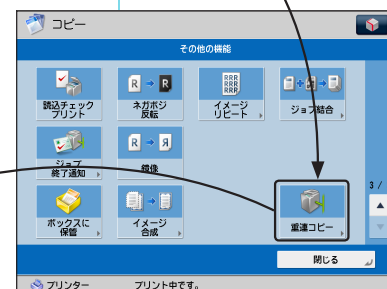 コピー
その他の機能
読込チェック
プリント
ネガポジ
反転
イメージ
リピート
ジョブ結合
ジョブ
終了通知
鏡像
ボックスに
保管
イメージ
合成
重連コピー
3 /
閉じる
プリンター
プリント中です。